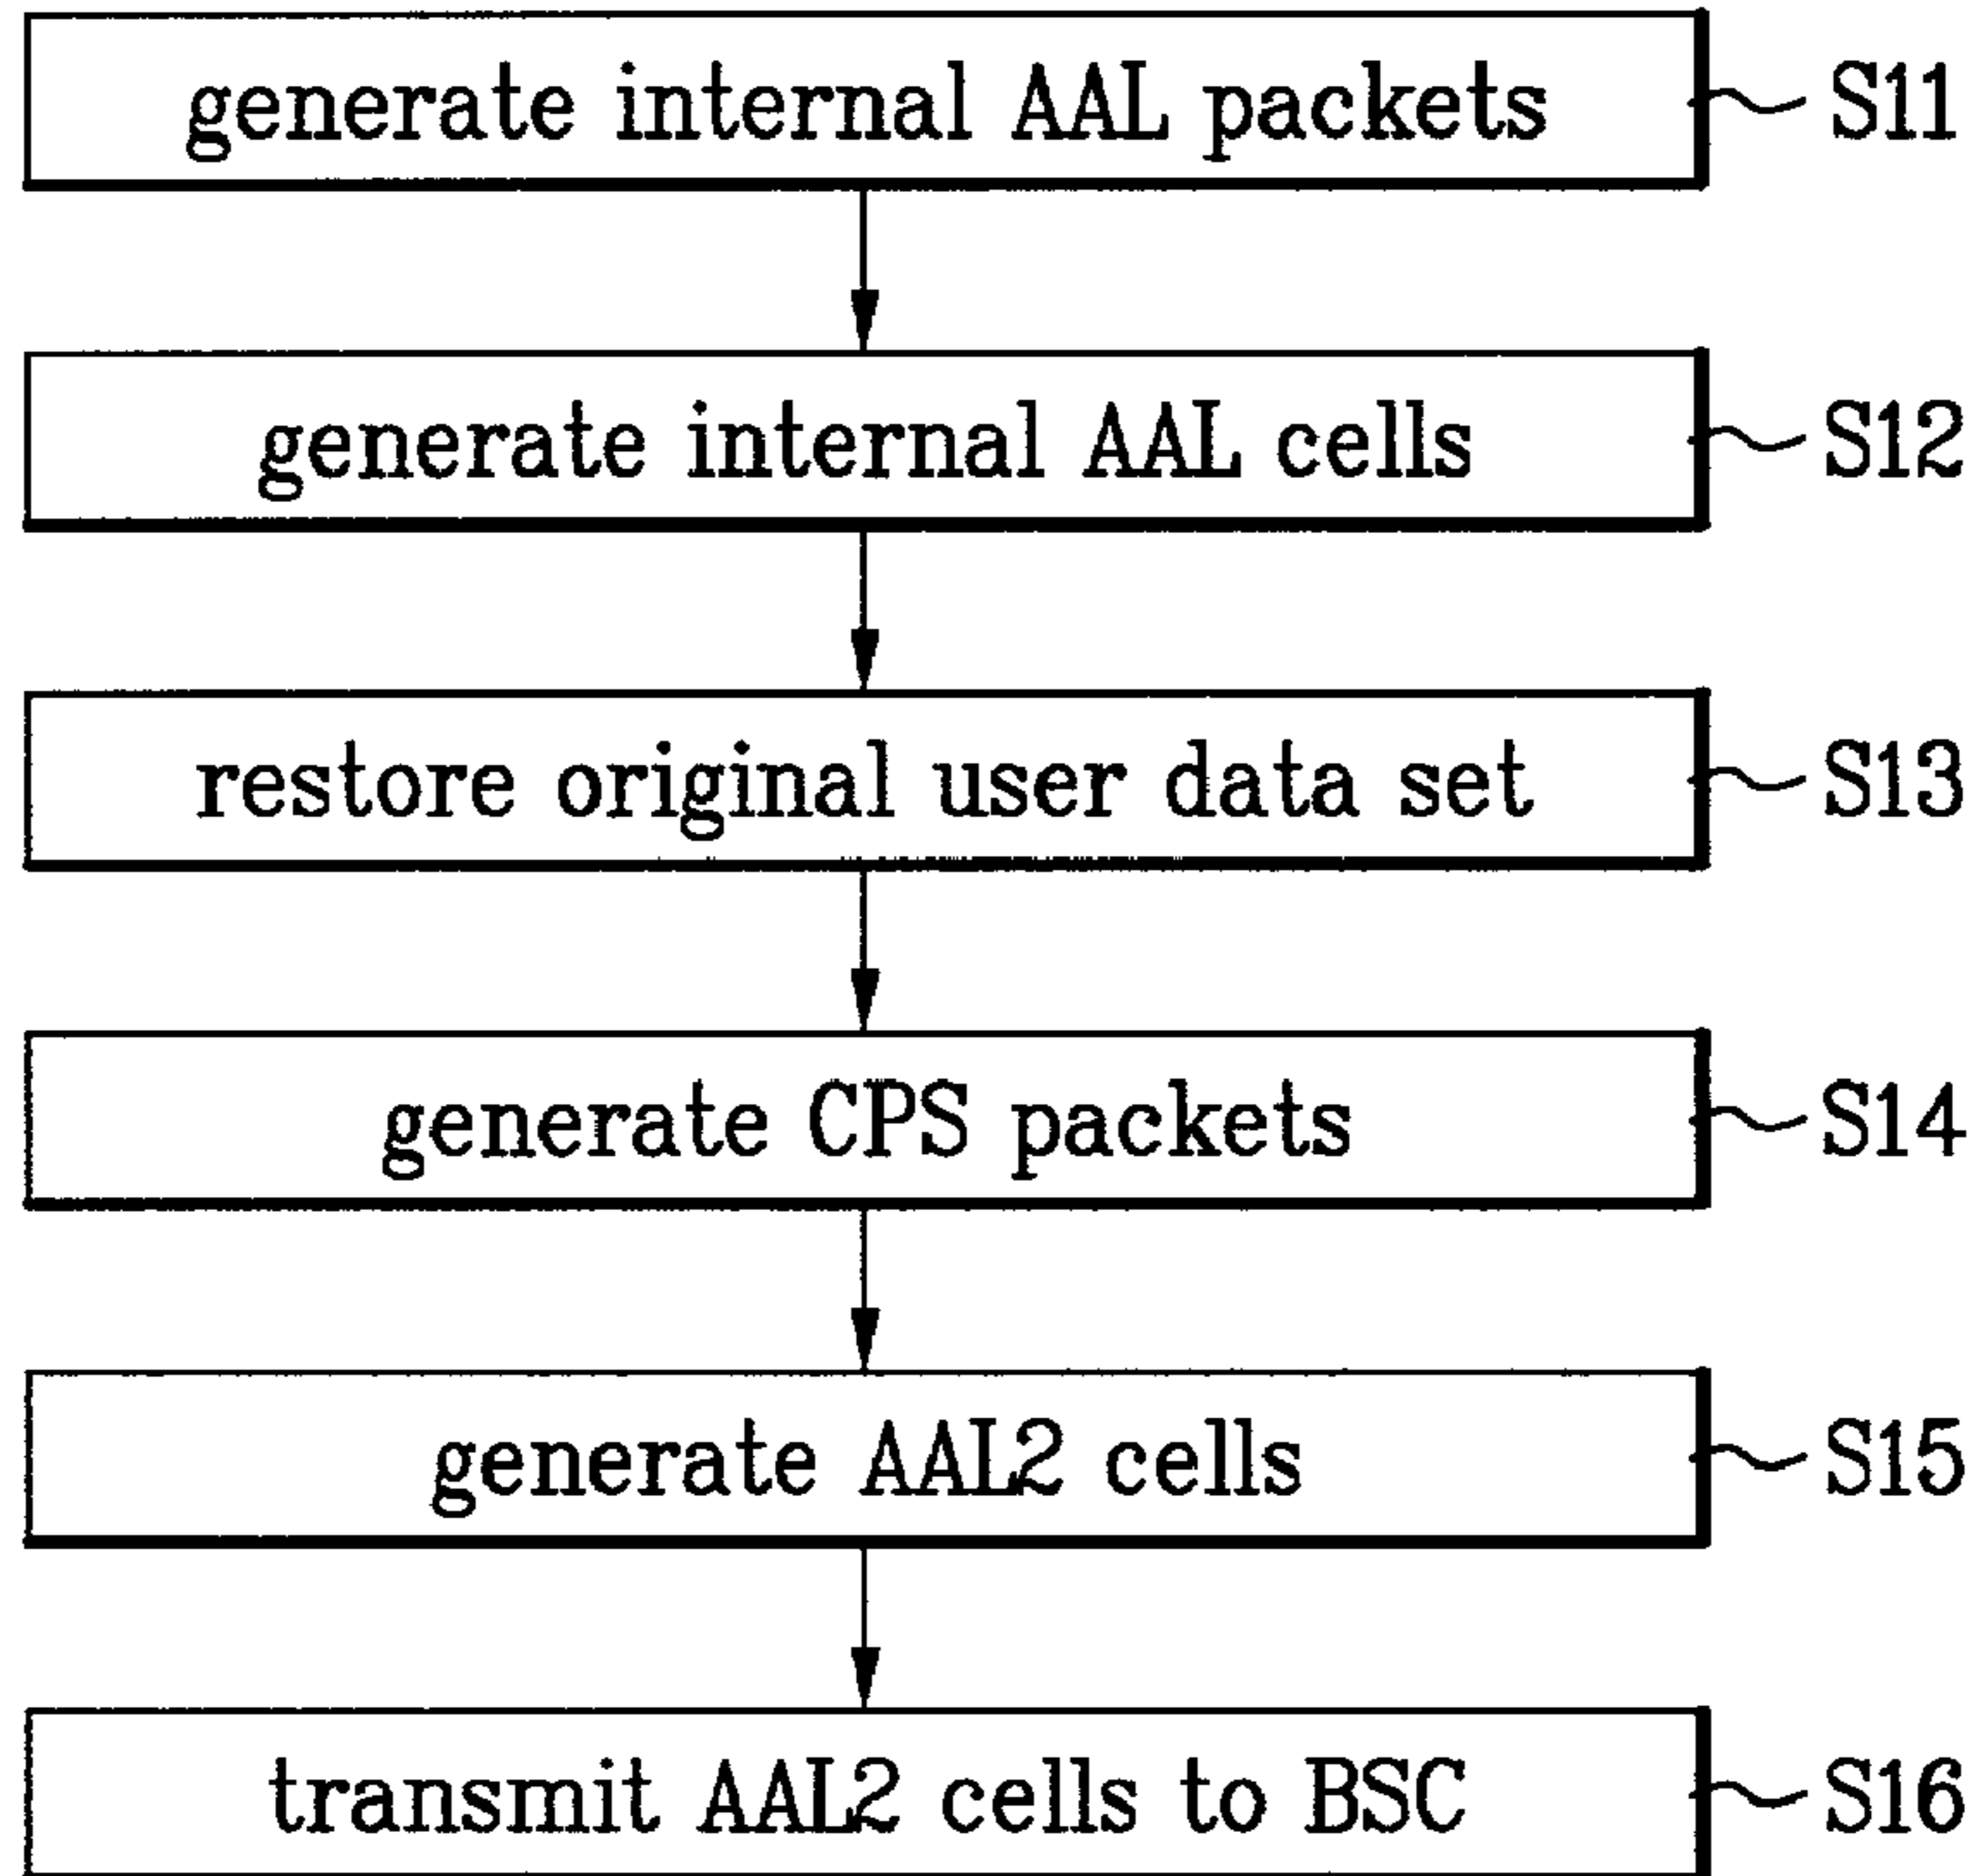 generate internal AAL packets S11
generate internal AAL cells S12
restore original user data set S13
generate CPS packets S14
generate AAL2 cells S15
transmit AAL2 cells to BSC S16